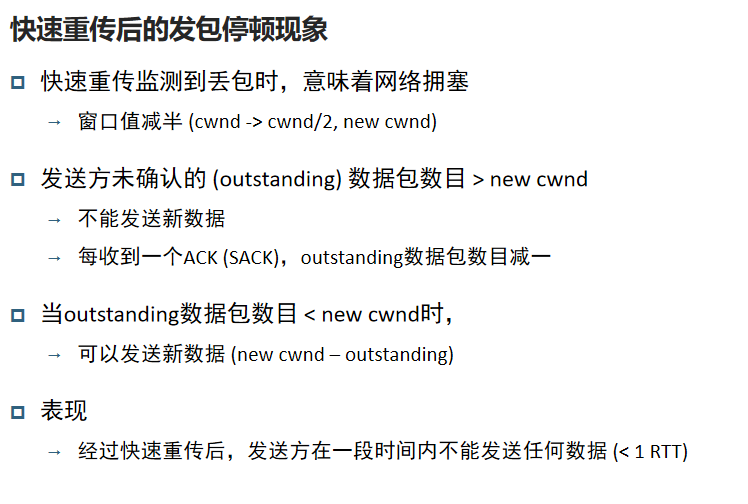 快速重传后的发包停顿现象
快速重传监测到丢包时，意味着网络拥塞
→ 窗口值减半 (cwnd -> cwnd/2, new cwnd)
发送方未确认的 (outstanding) 数据包数目 > new cwnd
→ 不能发送新数据
→ 每收到一个ACK (SACK)，outstanding数据包数目减一
当outstanding数据包数目 < new cwnd时，
→ 可以发送新数据 (new cwnd – outstanding)
表现
→ 经过快速重传后，发送方在一段时间内不能发送任何数据 (< 1 RTT)